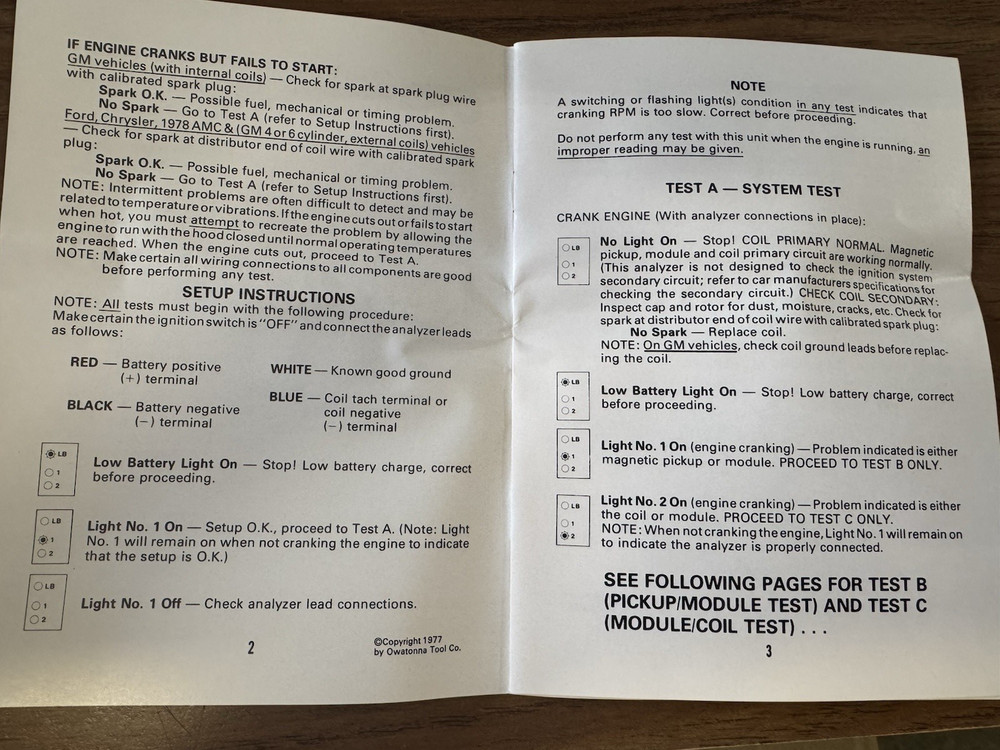 IF ENGINE CRANKS BUT FAILS TO START:
GM vehicles (with internal coils) — Check for spark at spark plug wire
with calibrated spark plug:
Spark O.K. — Possible fuel, mechanical or timing problem.
No Spark — Go to Test A (refer to Setup Instructions first).
Ford, Chrysler, 1978 AMC & (GM 4 or 6 cylinder, external coils) vehicles
— Check for spark at distributor end of coil wire with calibrated spark
plug:
Spark O.K. — Possible fuel, mechanical or timing problem.
No Spark — Go to Test A (refer to Setup Instructions first).
NOTE: Intermittent problems are often difficult to detect and may be
related to temperature or vibrations. If the engine cuts out or fails to start
when hot, you must attempt to recreate the problem by allowing the
engine to run with the hood closed until normal operating temperatures
are reached. When the engine cuts out, proceed to Test A.
NOTE: Make certain all wiring connections to all components are good
before performing any test.
SETUP INSTRUCTIONS
NOTE: All tests must begin with the following procedure:
Make certain the ignition switch is "OFF" and connect the analyzer leads
as follows:
RED — Battery positive
(+) terminal
WHITE — Known good ground
BLACK — Battery negative
(−) terminal
BLUE — Coil tach terminal or
coil negative
(−) terminal
LB
1
2
Low Battery Light On — Stop! Low battery charge, correct
before proceeding.
LB
1
2
Light No. 1 On — Setup O.K., proceed to Test A. (Note: Light
No. 1 will remain on when not cranking the engine to indicate
that the setup is O.K.)
LB
1
2
Light No. 1 Off — Check analyzer lead connections.
2
©Copyright 1977
by Owatonna Tool Co.
NOTE
A switching or flashing light(s) condition in any test indicates that
cranking RPM is too slow. Correct before proceeding.
Do not perform any test with this unit when the engine is running, an
improper reading may be given.
TEST A — SYSTEM TEST
CRANK ENGINE (With analyzer connections in place):
LB
1
2
No Light On — Stop! COIL PRIMARY NORMAL. Magnetic
pickup, module and coil primary circuit are working normally.
(This analyzer is not designed to check the ignition system
secondary circuit; refer to car manufacturers specifications for
checking the secondary circuit.) CHECK COIL SECONDARY:
Inspect cap and rotor for dust, moisture, cracks, etc. Check for
spark at distributor end of coil wire with calibrated spark plug:
No Spark — Replace coil.
NOTE: On GM vehicles, check coil ground leads before replac-
ing the coil.
LB
1
2
Low Battery Light On — Stop! Low battery charge, correct
before proceeding.
LB
1
2
Light No. 1 On (engine cranking) — Problem indicated is either
magnetic pickup or module. PROCEED TO TEST B ONLY.
LB
1
2
Light No. 2 On (engine cranking) — Problem indicated is either
the coil or module. PROCEED TO TEST C ONLY.
NOTE: When not cranking the engine, Light No. 1 will remain on
to indicate the analyzer is properly connected.
SEE FOLLOWING PAGES FOR TEST B
(PICKUP/MODULE TEST) AND TEST C
(MODULE/COIL TEST) . . .
3